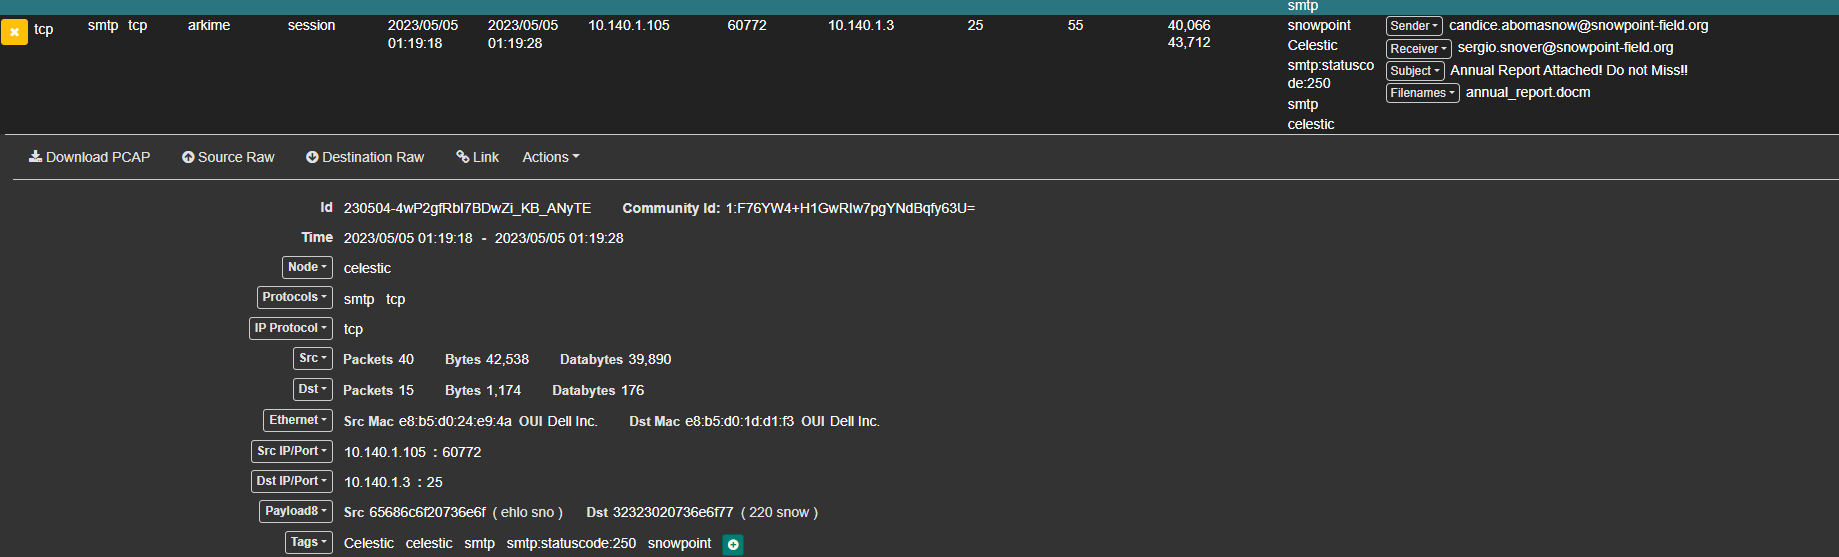 smtp
tcp smtp tcp arkime session 2023/05/05 01:19:18 2023/05/05 01:19:28 10.140.1.105 60772 10.140.1.3 25 55 40,066 43,712
snowpoint
Celestic
smtp:statuscode:250
smtp
celestic
Sender candice.abomasnow@snowpoint-field.org
Receiver sergio.snover@snowpoint-field.org
Subject Annual Report Attached! Do not Miss!!
Filenames annual_report.docm
Download PCAP Source Raw Destination Raw Link Actions
Id 230504-4wP2gfRbI7BDwZi_KB_ANyTE Community Id: 1:F76YW4+H1GwRIw7pgYNdBqfy63U=
Time 2023/05/05 01:19:18 - 2023/05/05 01:19:28
Node celestic
Protocols smtp tcp
IP Protocol tcp
Src Packets 40 Bytes 42,538 Databytes 39,890
Dst Packets 15 Bytes 1,174 Databytes 176
Ethernet Src Mac e8:b5:d0:24:e9:4a OUI Dell Inc. Dst Mac e8:b5:d0:1d:d1:f3 OUI Dell Inc.
Src IP/Port 10.140.1.105 : 60772
Dst IP/Port 10.140.1.3 : 25
Payload8 Src 65686c6f20736e6f ( ehlo sno ) Dst 32323020736e6f77 ( 220 snow )
Tags Celestic celestic smtp smtp:statuscode:250 snowpoint